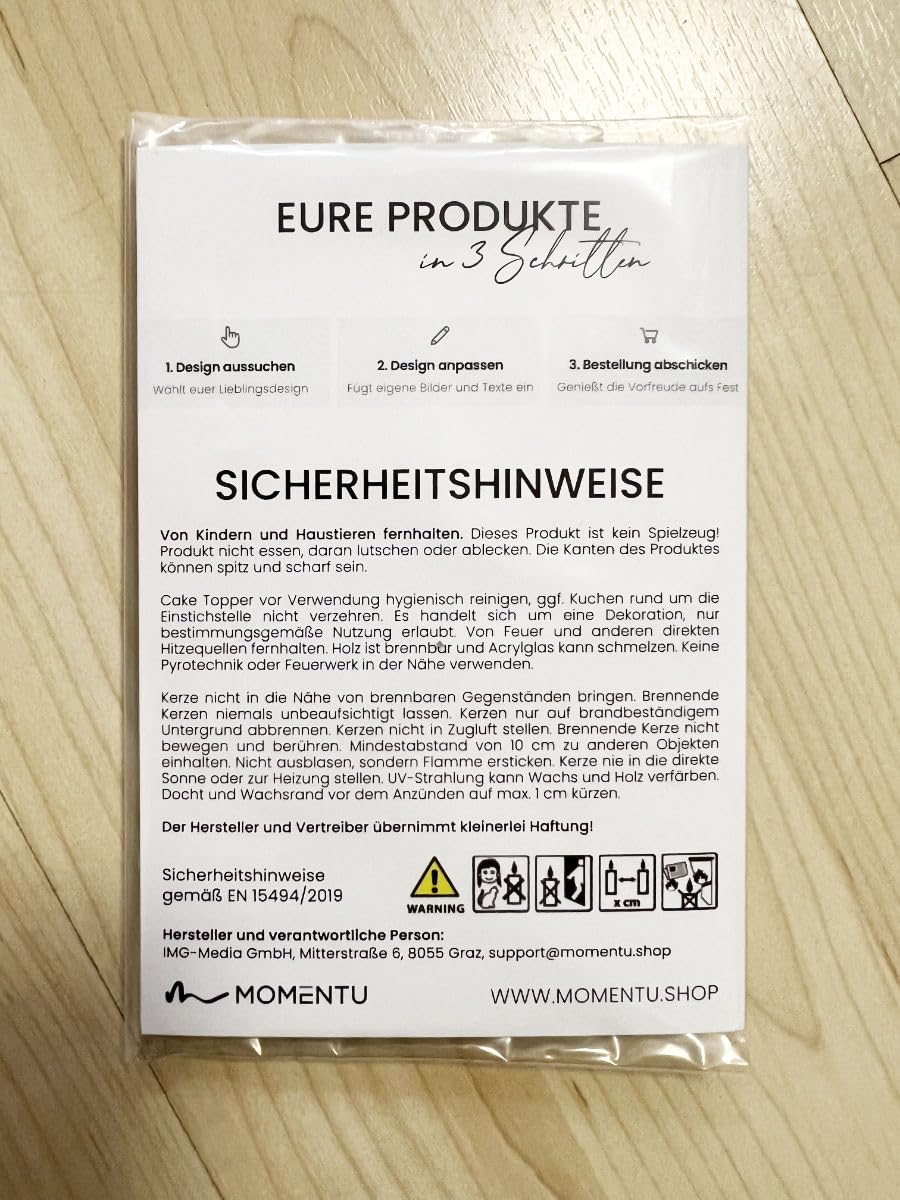 EURE PRODUKTE
in 3 Schritten
1. Design aussuchen
Wählt euer Lieblingsdesign
2. Design anpassen
Fügt eigene Bilder und Texte ein
3. Bestellung abschicken
Genießt die Vorfreude aufs Fest
SICHERHEITSHINWEISE
Von Kindern und Haustieren fernhalten. Dieses Produkt ist kein Spielzeug!
Produkt nicht essen, daran lutschen oder ablecken. Die Kanten des Produktes
können spitz und scharf sein.
Cake Topper vor Verwendung hygienisch reinigen, ggf. Kuchen rund um die
Einstichstelle nicht verzehren. Es handelt sich um eine Dekoration, nur
bestimmungsgemäße Nutzung erlaubt. Von Feuer und anderen direkten
Hitzequellen fernhalten. Holz ist brennbar und Acrylglas kann schmelzen. Keine
Pyrotechnik oder Feuerwerk in der Nähe verwenden.
Kerze nicht in die Nähe von brennbaren Gegenständen bringen. Brennende
Kerzen niemals unbeaufsichtigt lassen. Kerzen nur auf brandbeständigem
Untergrund abbrennen. Kerzen nicht in Zugluft stellen. Brennende Kerze nicht
bewegen und berühren. Mindestabstand von 10 cm zu anderen Objekten
einhalten. Nicht ausblasen, sondern Flamme ersticken. Kerze nie in die direkte
Sonne oder zur Heizung stellen. UV-Strahlung kann Wachs und Holz verfärben.
Docht und Wachsrand vor dem Anzünden auf max. 1 cm kürzen.
Der Hersteller und Vertreiber übernimmt kleinerlei Haftung!
Sicherheitshinweise
gemäß EN 15494/2019
WARNING
x cm
Hersteller und verantwortliche Person:
IMG-Media GmbH, Mitterstraße 6, 8055 Graz, support@momentu.shop
MOMENTU
WWW.MOMENTU.SHOP